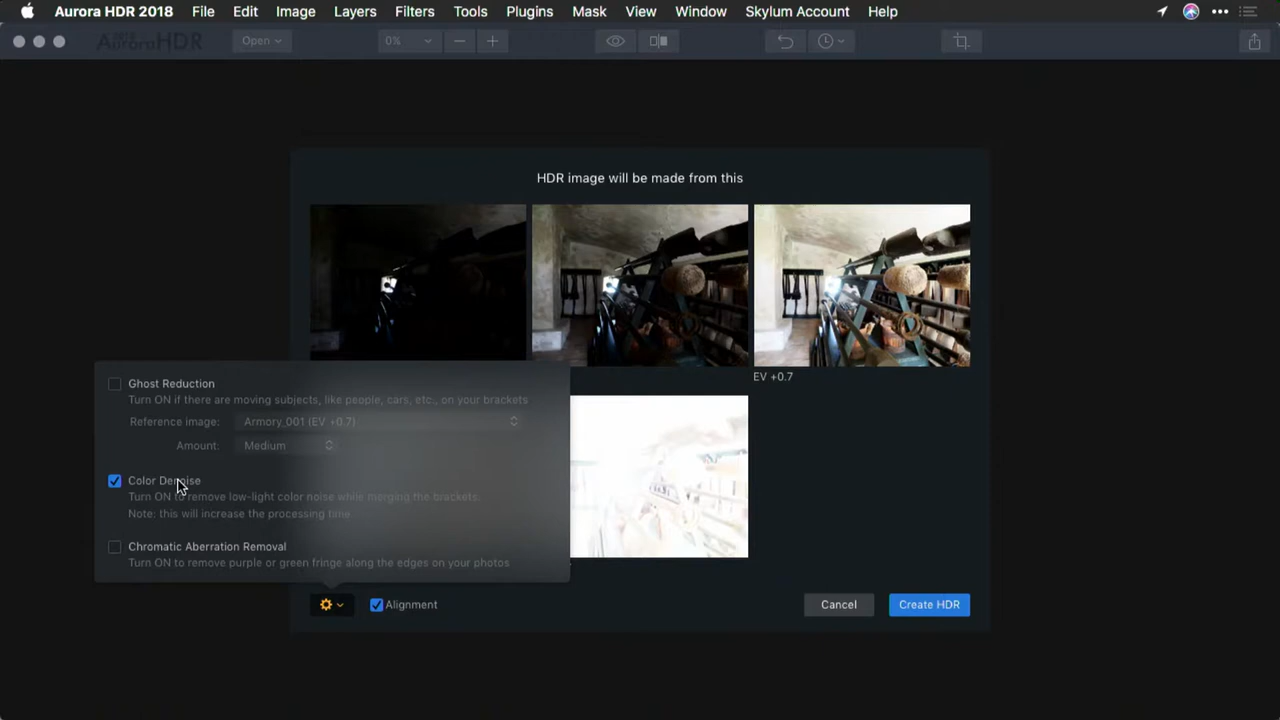 Aurora HDR 2018 File Edit Image Layers Filters Tools Plugins Mask View Window Skylum Account Help
2018
AuroraHDR Open 0%
HDR image will be made from this
EV +0.7
Ghost Reduction
Turn ON if there are moving subjects, like people, cars, etc., on your brackets
Reference image: Armory_001 (EV +0.7)
Amount: Medium
Color Denoise
Turn ON to remove low-light color noise while merging the brackets.
Note: this will increase the processing time
Chromatic Aberration Removal
Turn ON to remove purple or green fringe along the edges on your photos
Alignment Cancel Create HDR